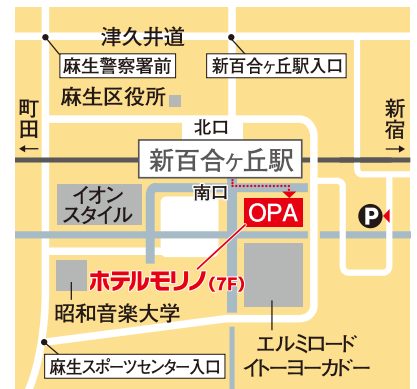 津久井道
麻生警察署前
新百合ヶ丘駅入口
麻生区役所
町田
←
新宿
→
北口
新百合ヶ丘駅
南口
イオン
スタイル
OPA
P
ホテルモリノ(7F)
昭和音楽大学
エルミロード
イトーヨーカドー
麻生スポーツセンター入口